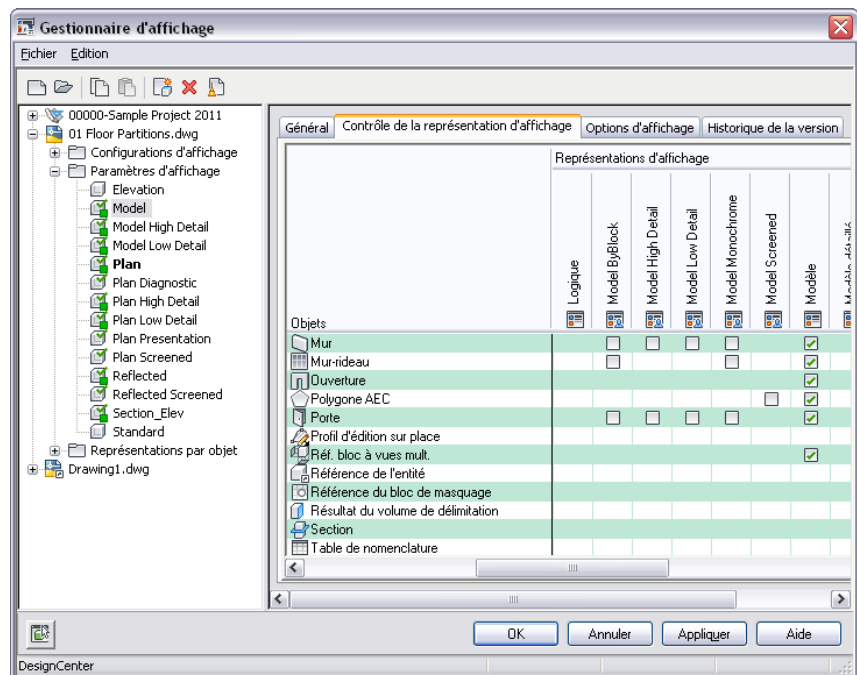 Gestionnaire d'affichage
Fichier Edition
00000-Sample Project 2011
01 Floor Partitions.dwg
Configurations d'affichage
Paramètres d'affichage
Elevation
Model
Model High Detail
Model Low Detail
Plan
Plan Diagnostic
Plan High Detail
Plan Low Detail
Plan Presentation
Plan Screened
Reflected
Reflected Screened
Section_Elev
Standard
Représentations par objet
Drawing1.dwg
Général Contrôle de la représentation d'affichage Options d'affichage Historique de la version
Représentations d'affichage
Objets
Logique
Model ByBlock
Model High Detail
Model Low Detail
Model Monochrome
Model Screened
Modèle
Modèle détaillé
Mur
Mur-rideau
Ouverture
Polygone AEC
Porte
Profil d'édition sur place
Réf. bloc à vues mult.
Référence de l'entité
Référence du bloc de masquage
Résultat du volume de délimitation
Section
Table de nomenclature
OK Annuler Appliquer Aide
DesignCenter